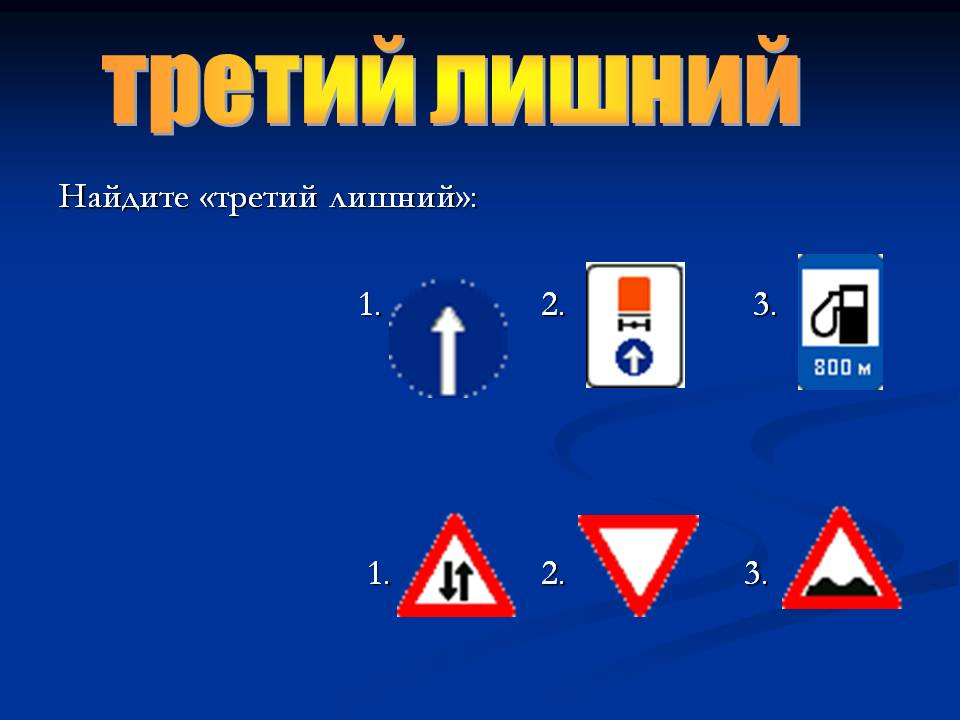 третий лишний
Найдите «третий лишний»:
1. 2. 3.
800 м
1. 2. 3.